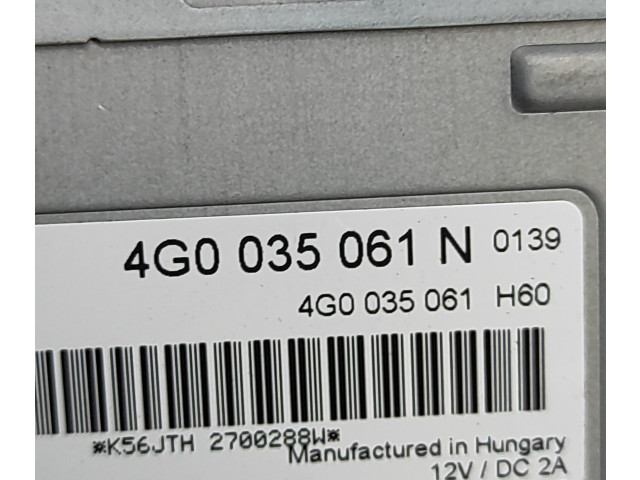 4G0 035 061 N 0139
4G0 035 061 H60
*K56JTH 2700288W*
Manufactured in Hungary
12V / DC 2A